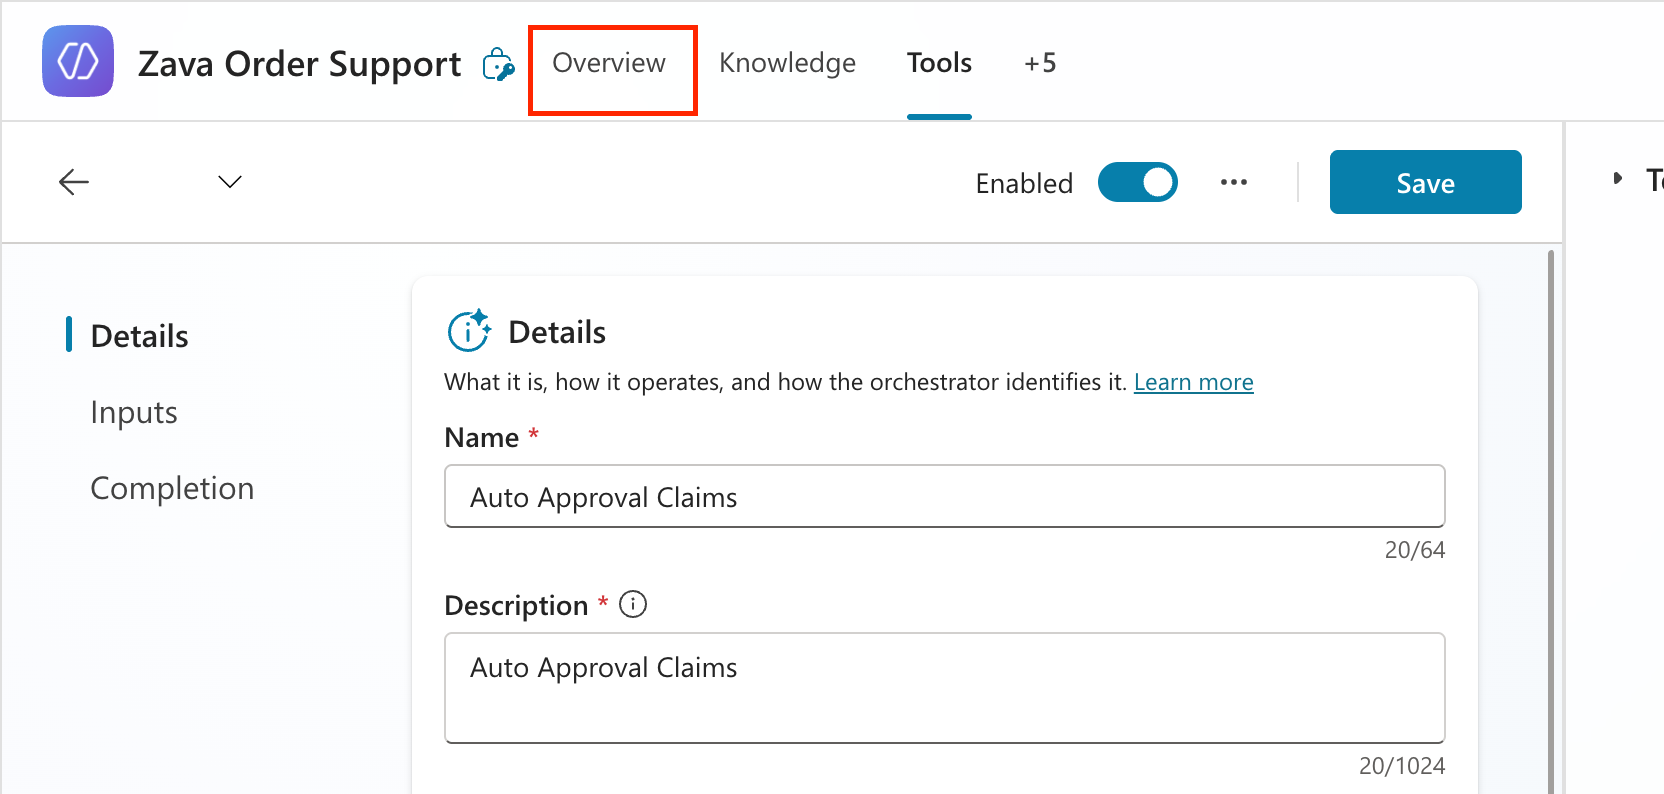 Zava Order Support
Overview
Knowledge
Tools
+5
Enabled
Save
Details
Inputs
Completion
Details
What it is, how it operates, and how the orchestrator identifies it. Learn more
Name *
Auto Approval Claims
20/64
Description *
Auto Approval Claims
20/1024